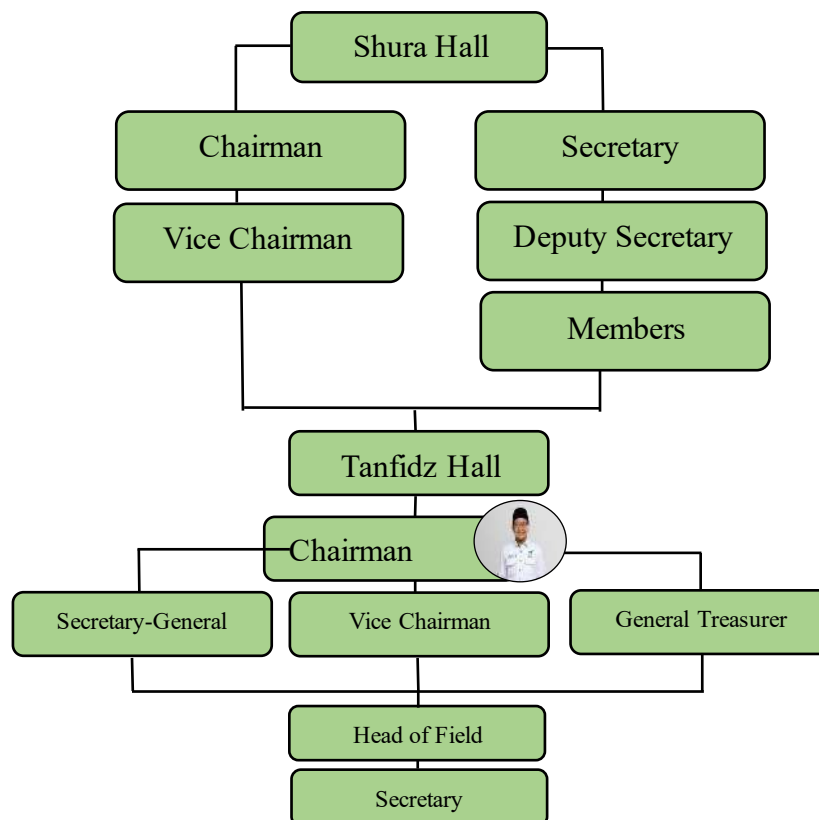 Shura Hall
Chairman
Secretary
Vice Chairman
Deputy Secretary
Members
Tanfidz Hall
Chairman
Secretary-General
Vice Chairman
General Treasurer
Head of Field
Secretary